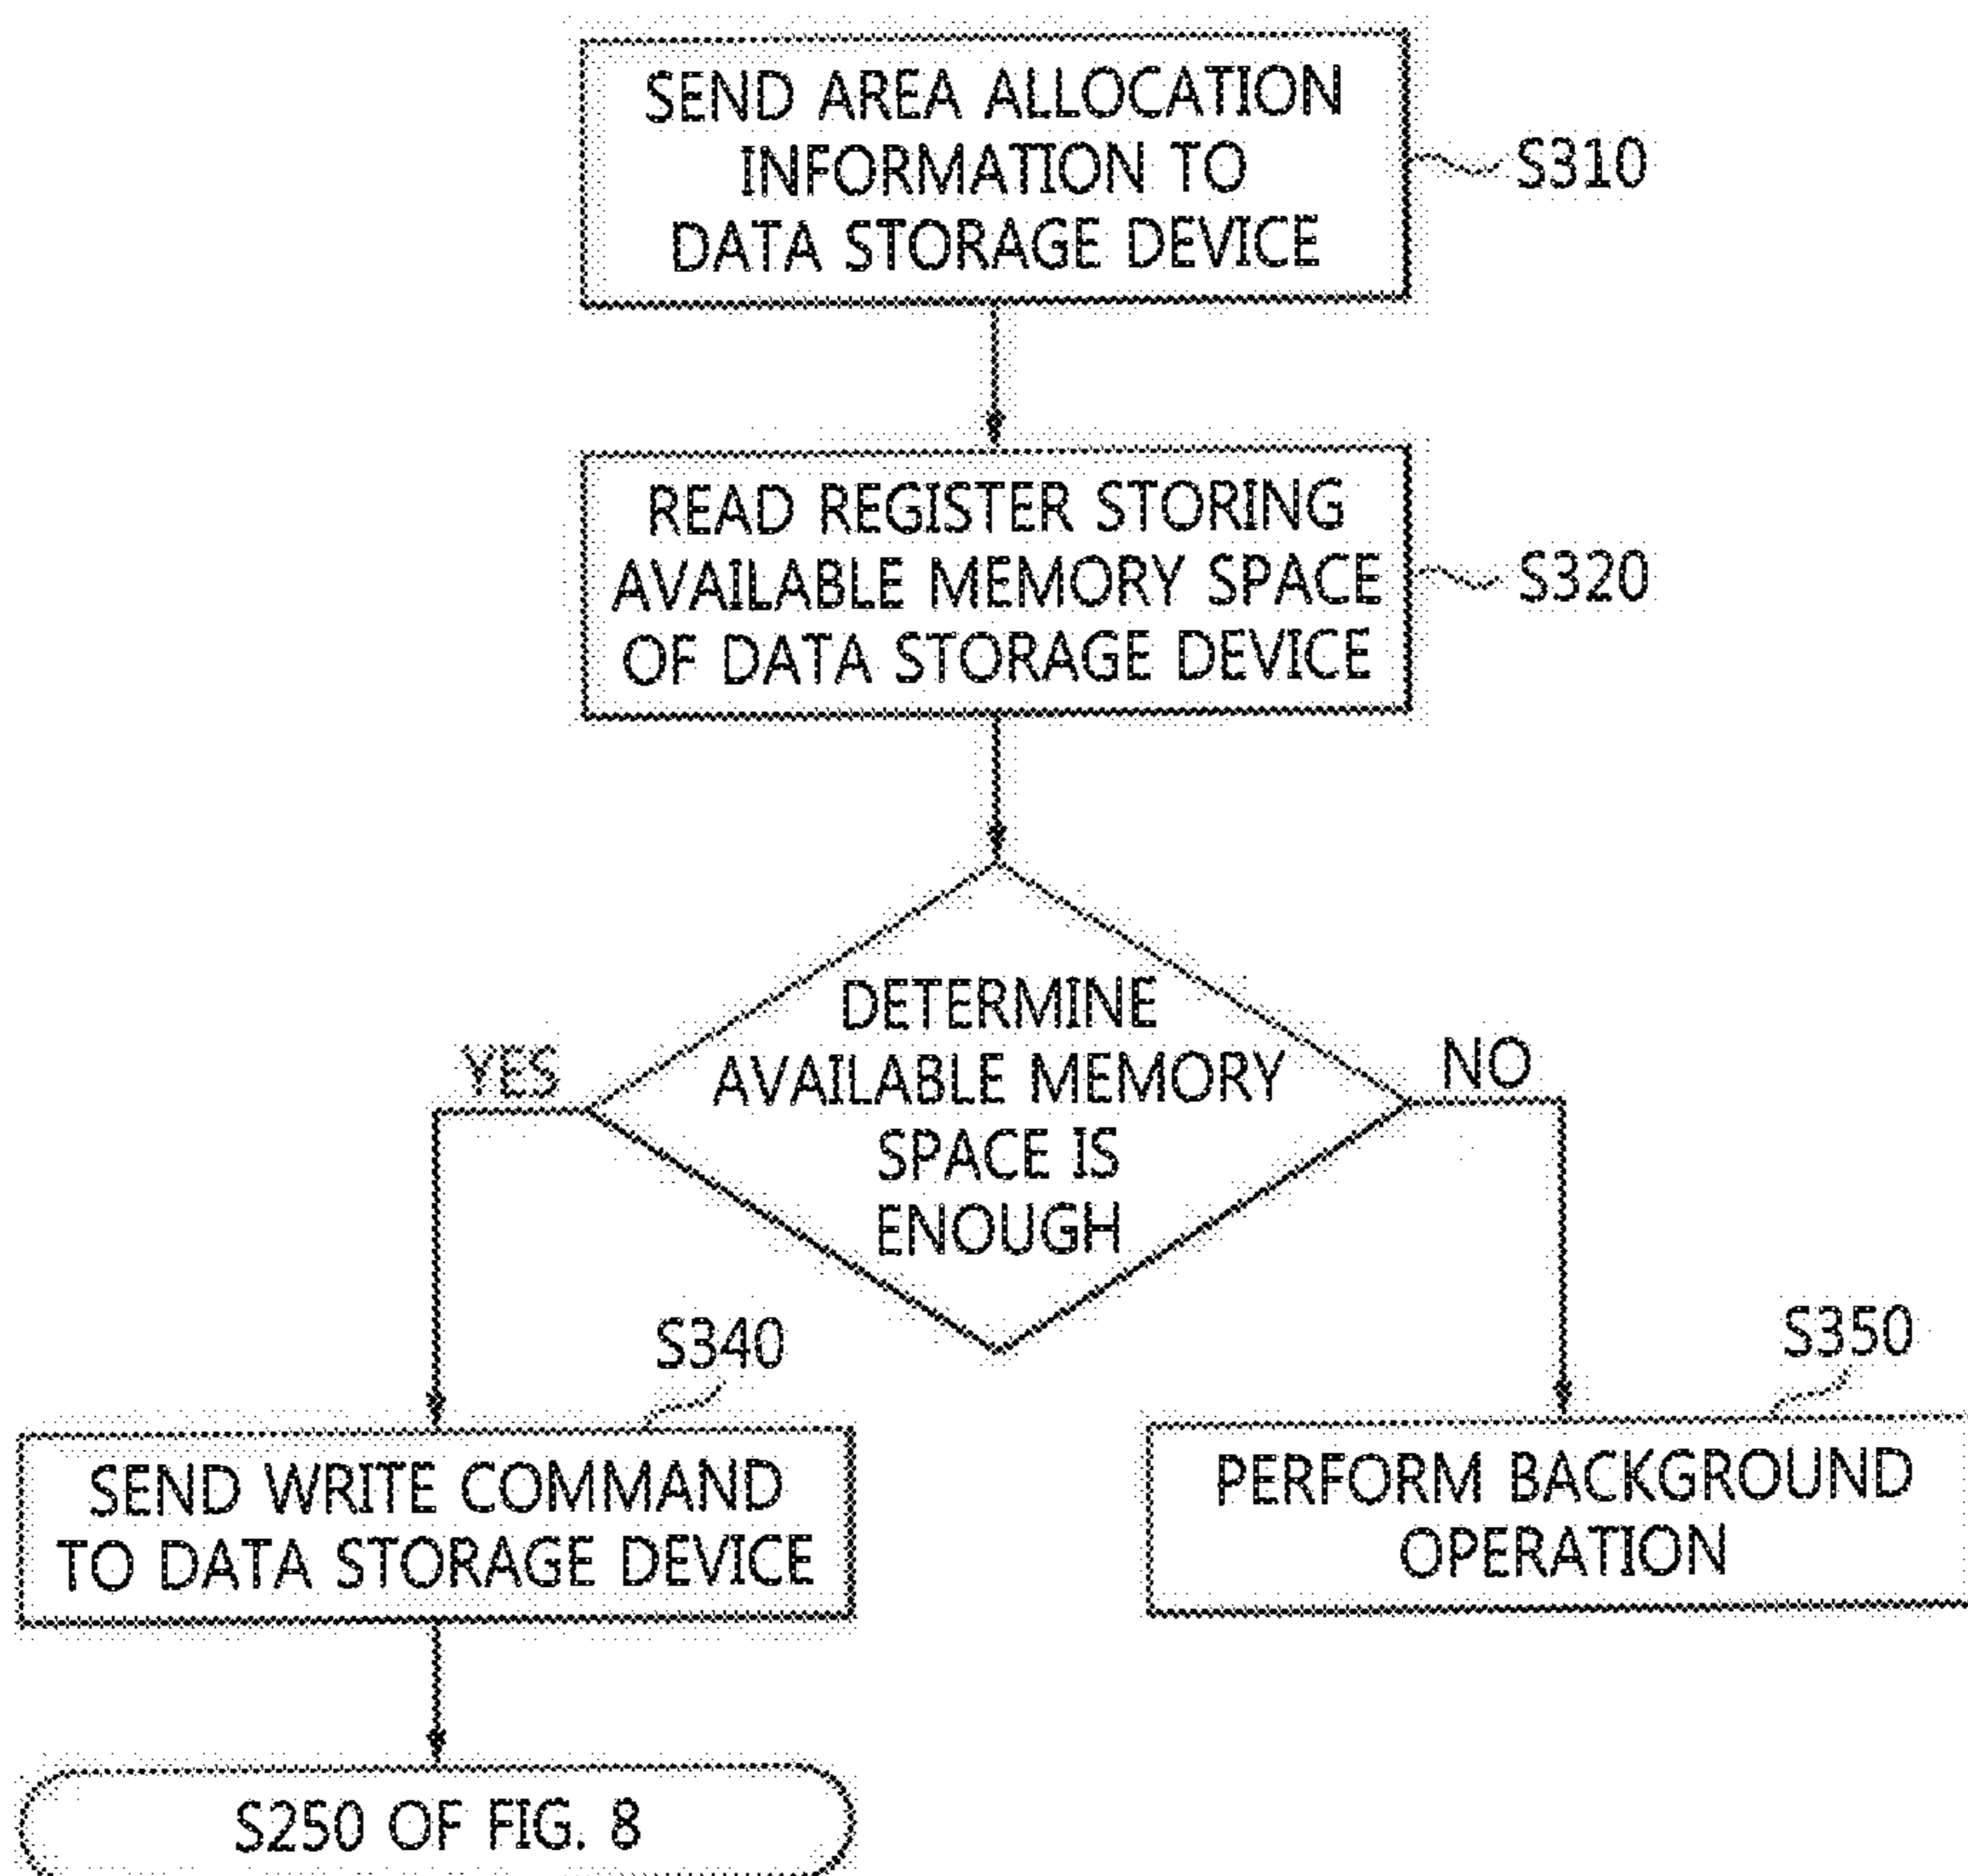 SEND AREA ALLOCATION
INFORMATION TO
DATA STORAGE DEVICE
S310
READ REGISTER STORING
AVAILABLE MEMORY SPACE
OF DATA STORAGE DEVICE
S320
DETERMINE
AVAILABLE MEMORY
SPACE IS
ENOUGH
YES
NO
S340
SEND WRITE COMMAND
TO DATA STORAGE DEVICE
S350
PERFORM BACKGROUND
OPERATION
S250 OF FIG. 8